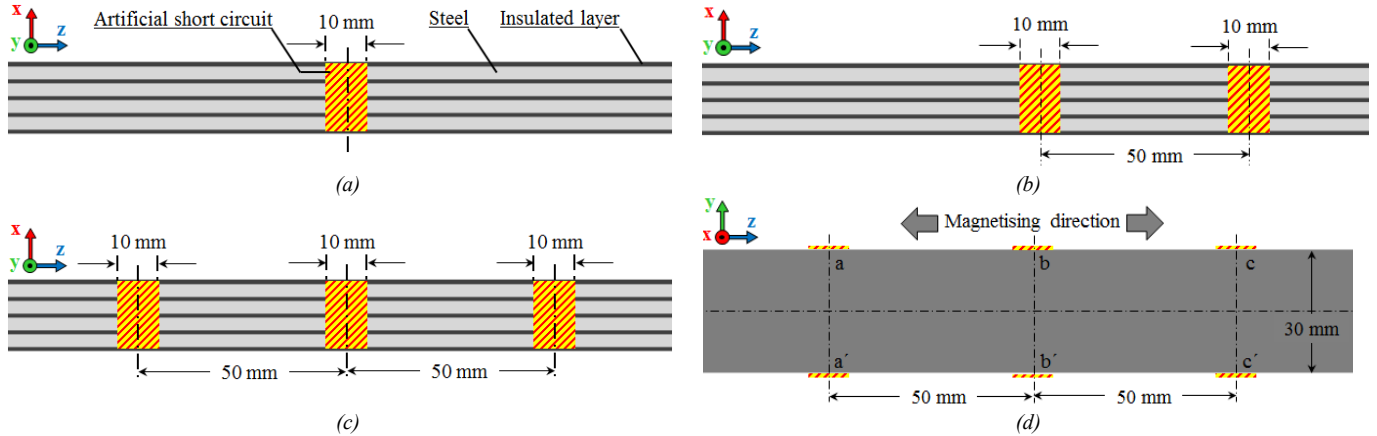 Artificial short circuit
10 mm
Steel
Insulated layer
x
y
z
(a)
x
y
z
10 mm
10 mm
50 mm
(b)
x
y
z
10 mm
10 mm
10 mm
50 mm
50 mm
(c)
y
x
z
Magnetising direction
a
b
c
30 mm
a´
b´
c´
50 mm
50 mm
(d)